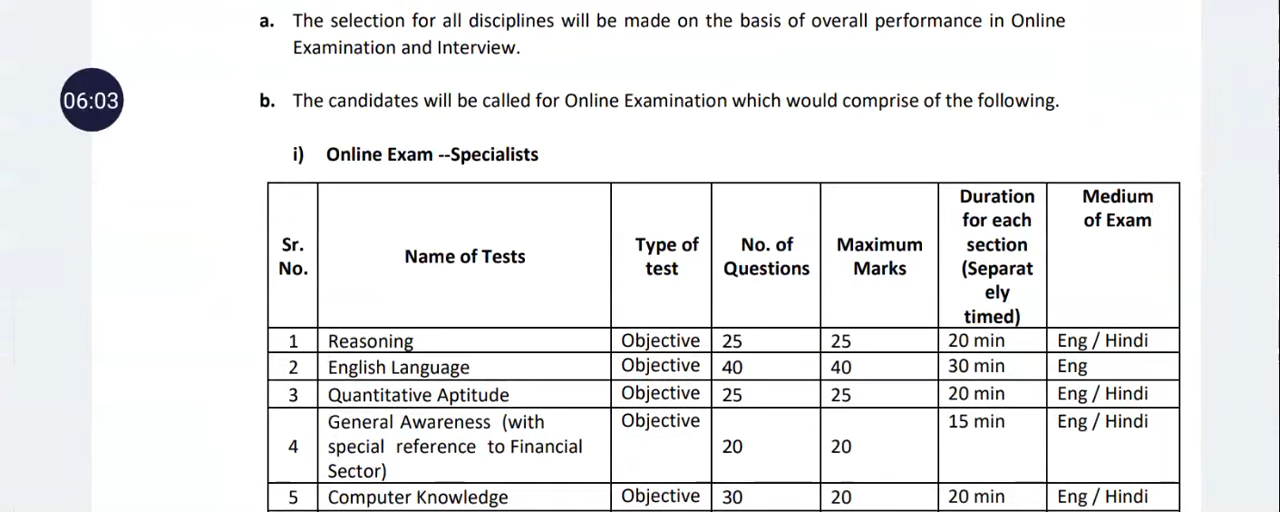 a. The selection for all disciplines will be made on the basis of overall performance in Online
Examination and Interview.
06:03
b. The candidates will be called for Online Examination which would comprise of the following.
i) Online Exam --Specialists
Sr. No. Name of Tests Type of test No. of Questions Maximum Marks Duration for each section (Separat ely timed) Medium of Exam
1 Reasoning Objective 25 25 20 min Eng / Hindi
2 English Language Objective 40 40 30 min Eng
3 Quantitative Aptitude Objective 25 25 20 min Eng / Hindi
4 General Awareness (with special reference to Financial Sector) Objective 20 20 15 min Eng / Hindi
5 Computer Knowledge Objective 30 20 20 min Eng / Hindi